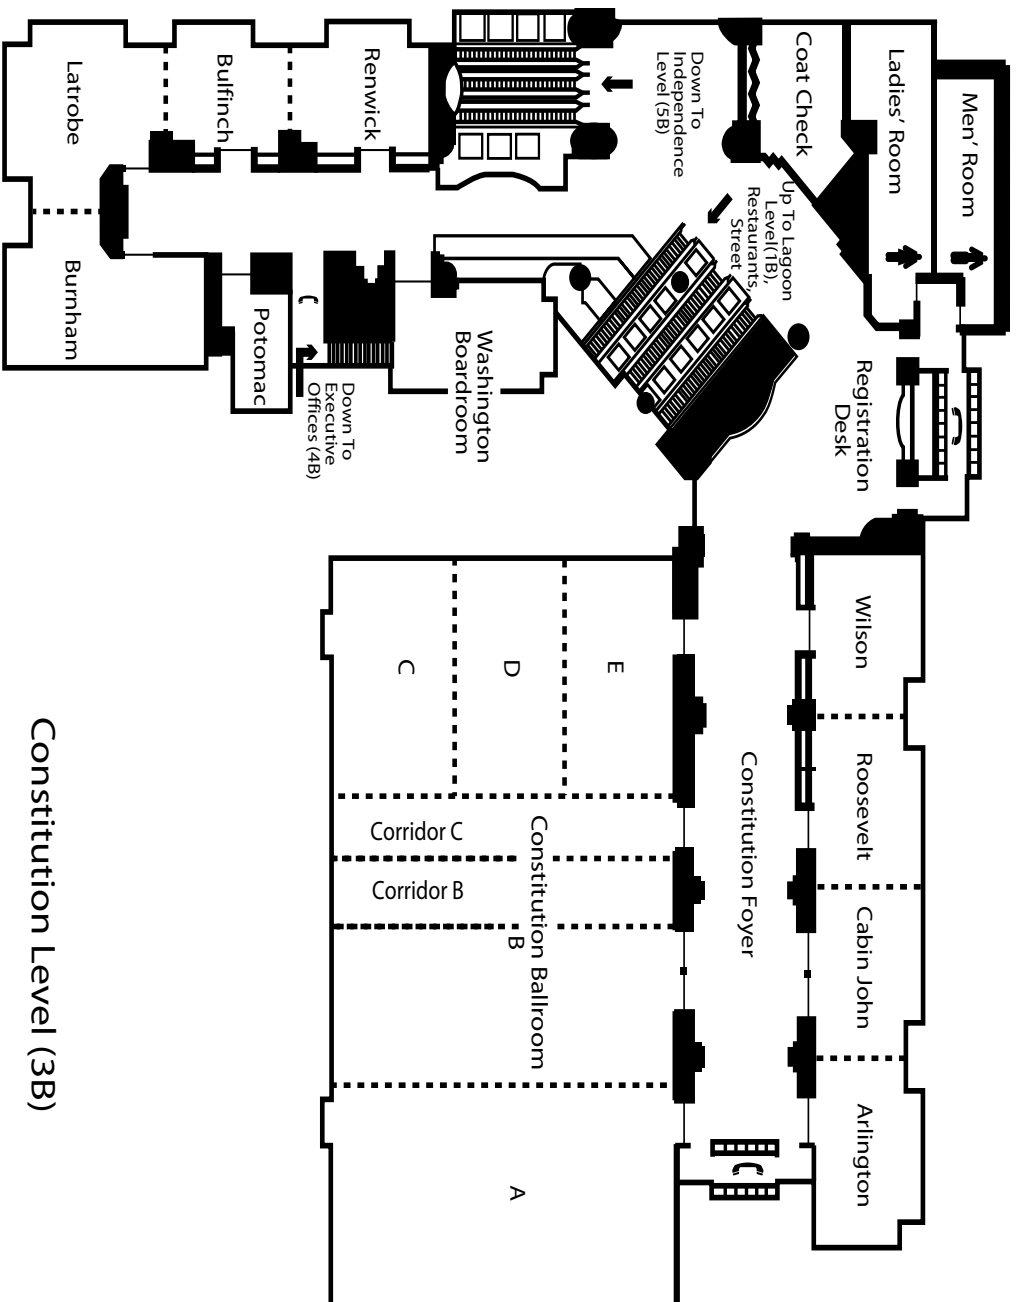 Men' Room
Ladies' Room
Coat Check
Down To
Independence
Level (5B)
Renwick
Bulfinch
Latrobe
Up To Lagoon
Level(1B),
Restaurants,
Street
Burnham
Potomac
Washington
Boardroom
Down To
Executive
Offices (4B)
Registration
Desk
Wilson
Roosevelt
Cabin John
Arlington
Constitution Foyer
E
D
C
Corridor C
Corridor B
Constitution Ballroom
B
A
Constitution Level (3B)